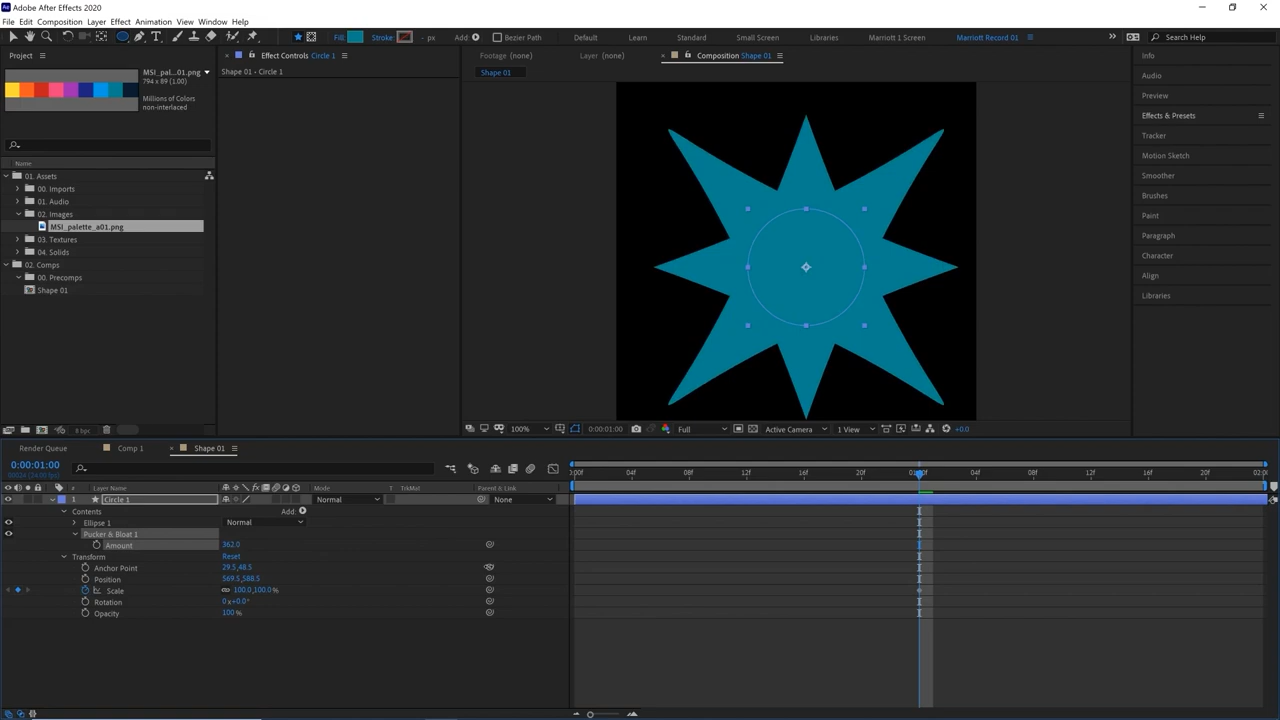 Adobe After Effects 2020
File Edit Composition Layer Effect Animation View Window Help
Fill: Stroke: - px Add: Bezier Path Default Learn Standard Small Screen Libraries Marriott 1 Screen Marriott Record 01 Search Help
Project Effect Controls Circle 1 Footage (none) Layer (none) Composition Shape 01 Info
Shape 01 · Circle 1 Shape 01
MSI_pal...01.png
794 x 89 (1.00)
Millions of Colors
non-interlaced
Audio
Preview
Effects & Presets
Tracker
Motion Sketch
Smoother
Brushes
Paint
Paragraph
Character
Align
Libraries
Name
01. Assets
00. Imports
01. Audio
02. Images
MSI_palette_a01.png
03. Textures
04. Solids
02. Comps
00. Precomps
Shape 01
8 bpc 100% 0:00:01:00 Full Active Camera 1 View +0.0
Render Queue Comp 1 Shape 01
0:00:01:00
00024 (24.00 fps)
:00f 04f 08f 12f 16f 20f 01:00f 04f 08f 12f 16f 20f 02:00
# Layer Name Mode T TrkMat Parent & Link
1 Circle 1 Normal None
Contents Add:
Ellipse 1 Normal
Pucker & Bloat 1
Amount 362.0
Transform Reset
Anchor Point 29.5,48.5
Position 569.5,588.5
Scale 100.0,100.0%
Rotation 0x+0.0°
Opacity 100%